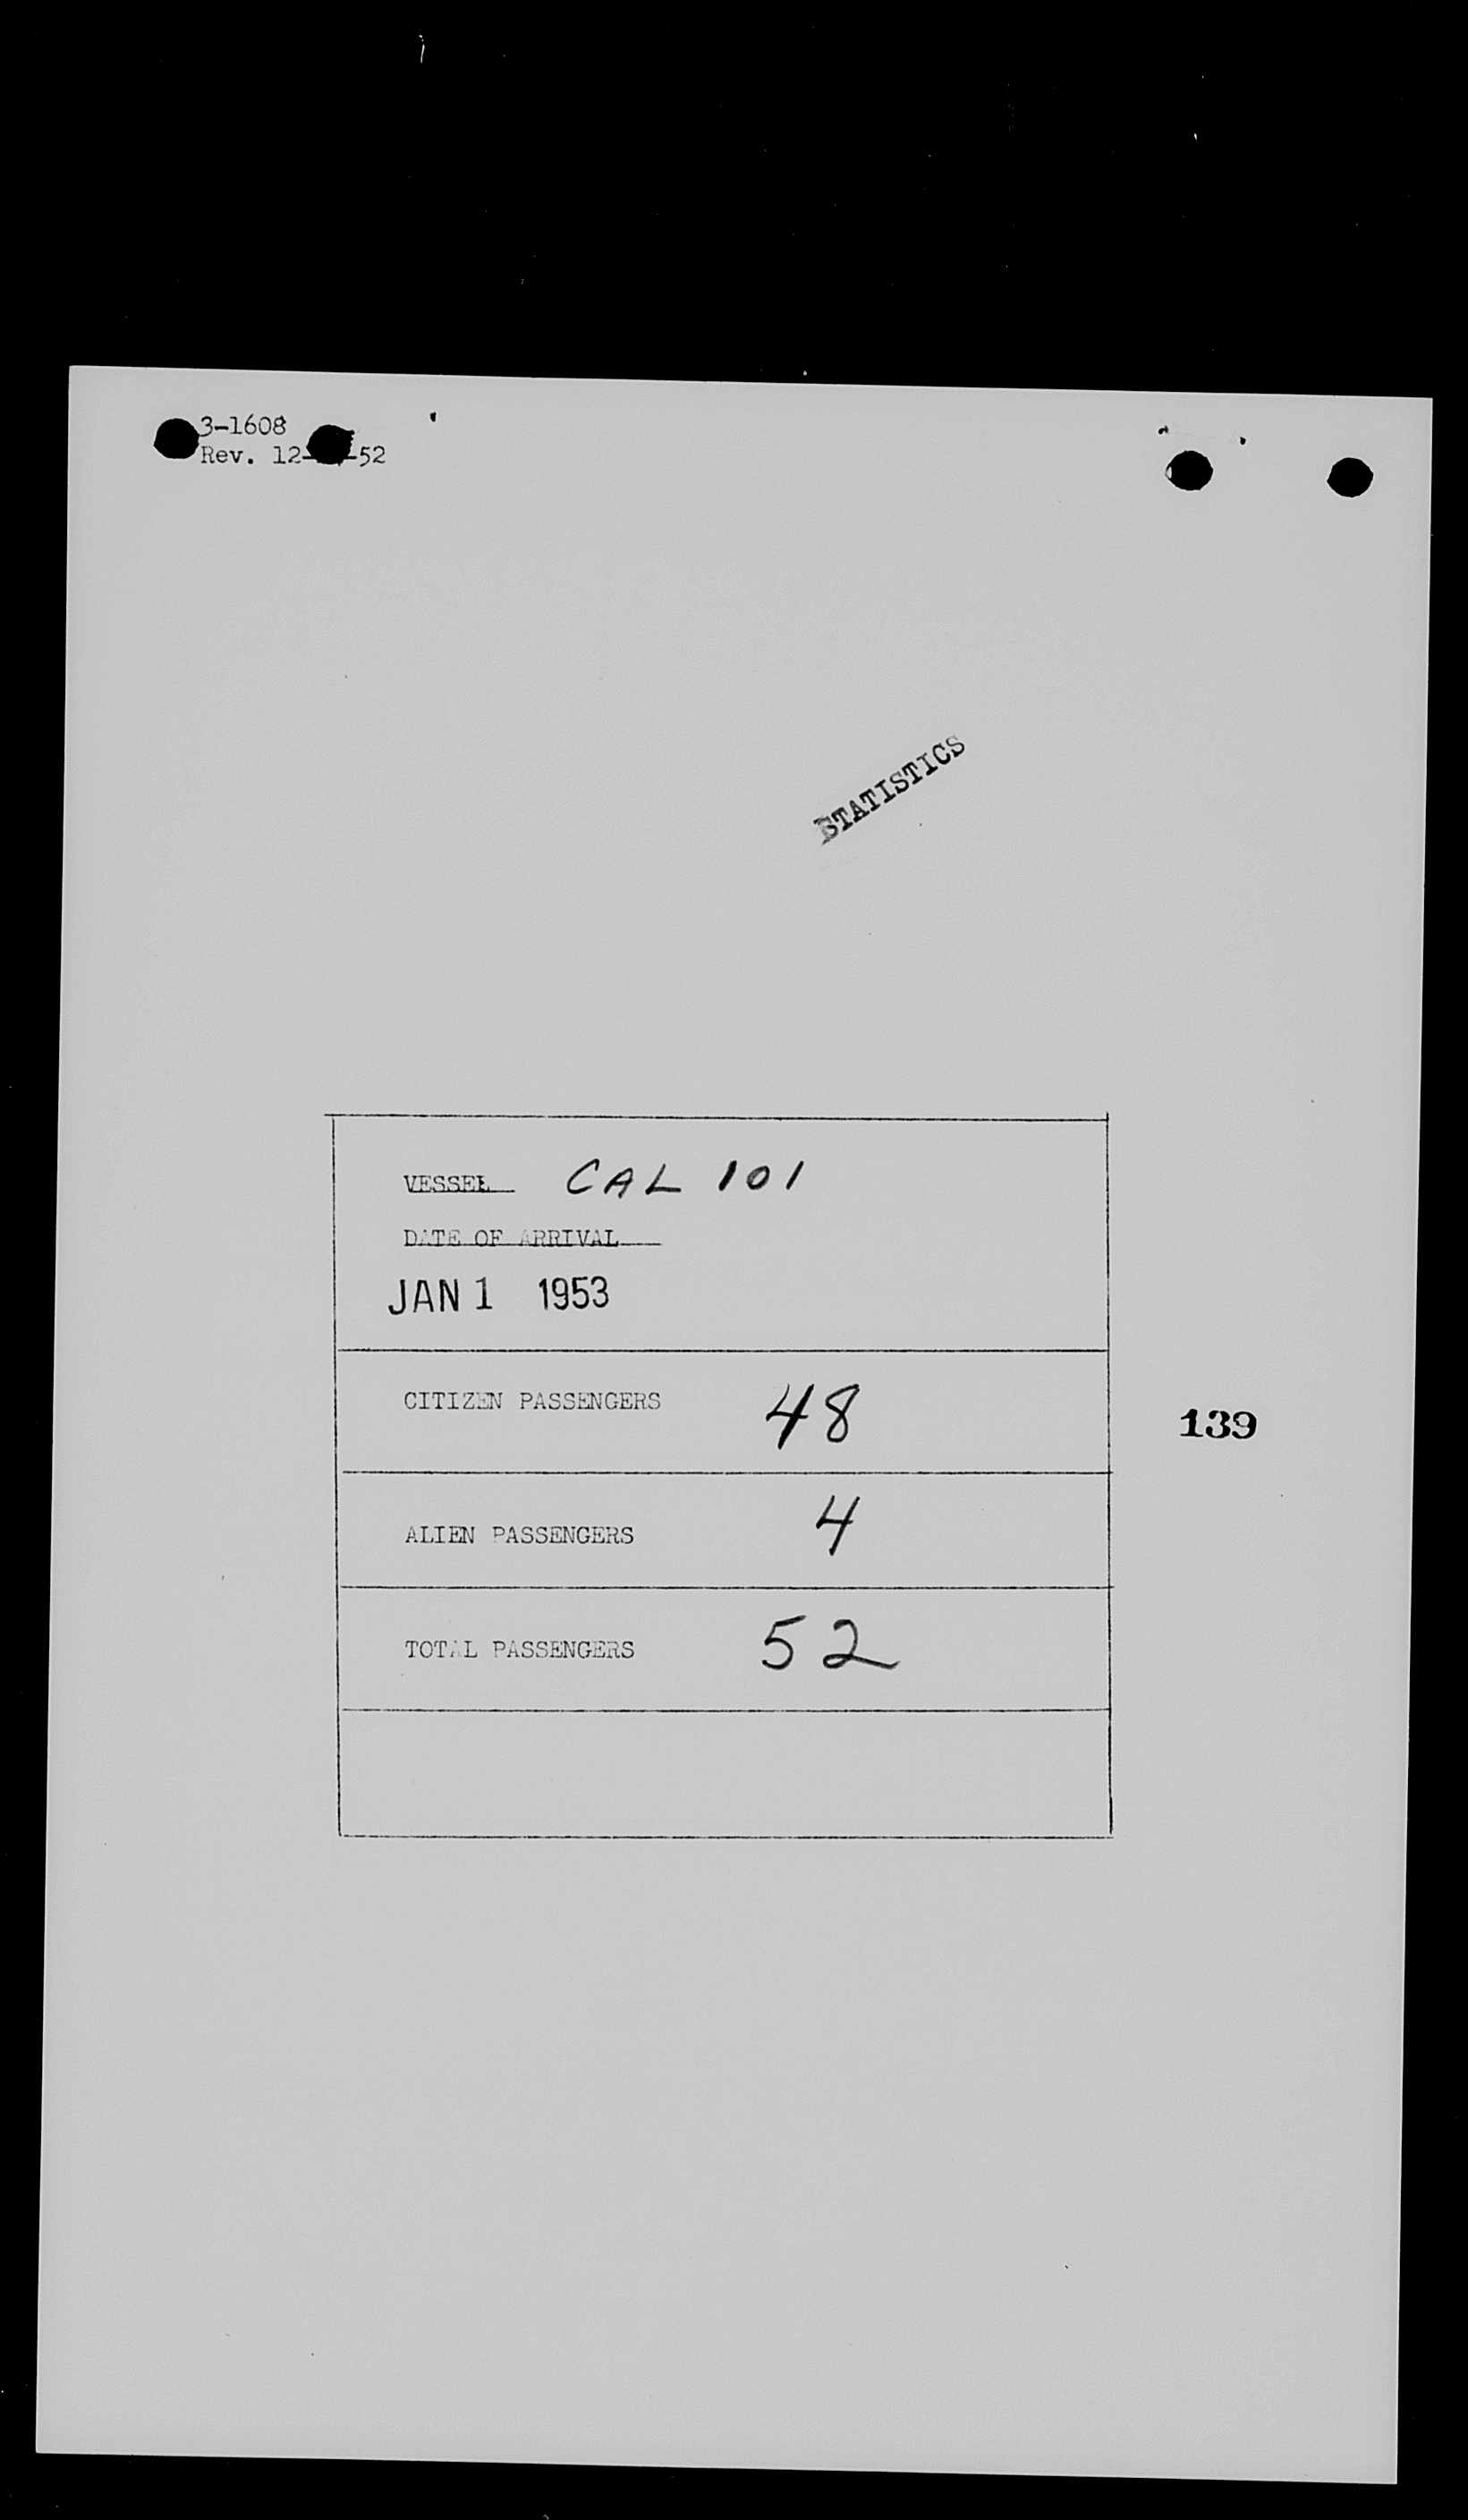 3-1608
Rev. 12- -52
STATISTICS
VESSEL CAL 101
DATE OF ARRIVAL
JAN 1 1953
CITIZEN PASSENGERS 48
139
ALIEN PASSENGERS 4
TOTAL PASSENGERS 52